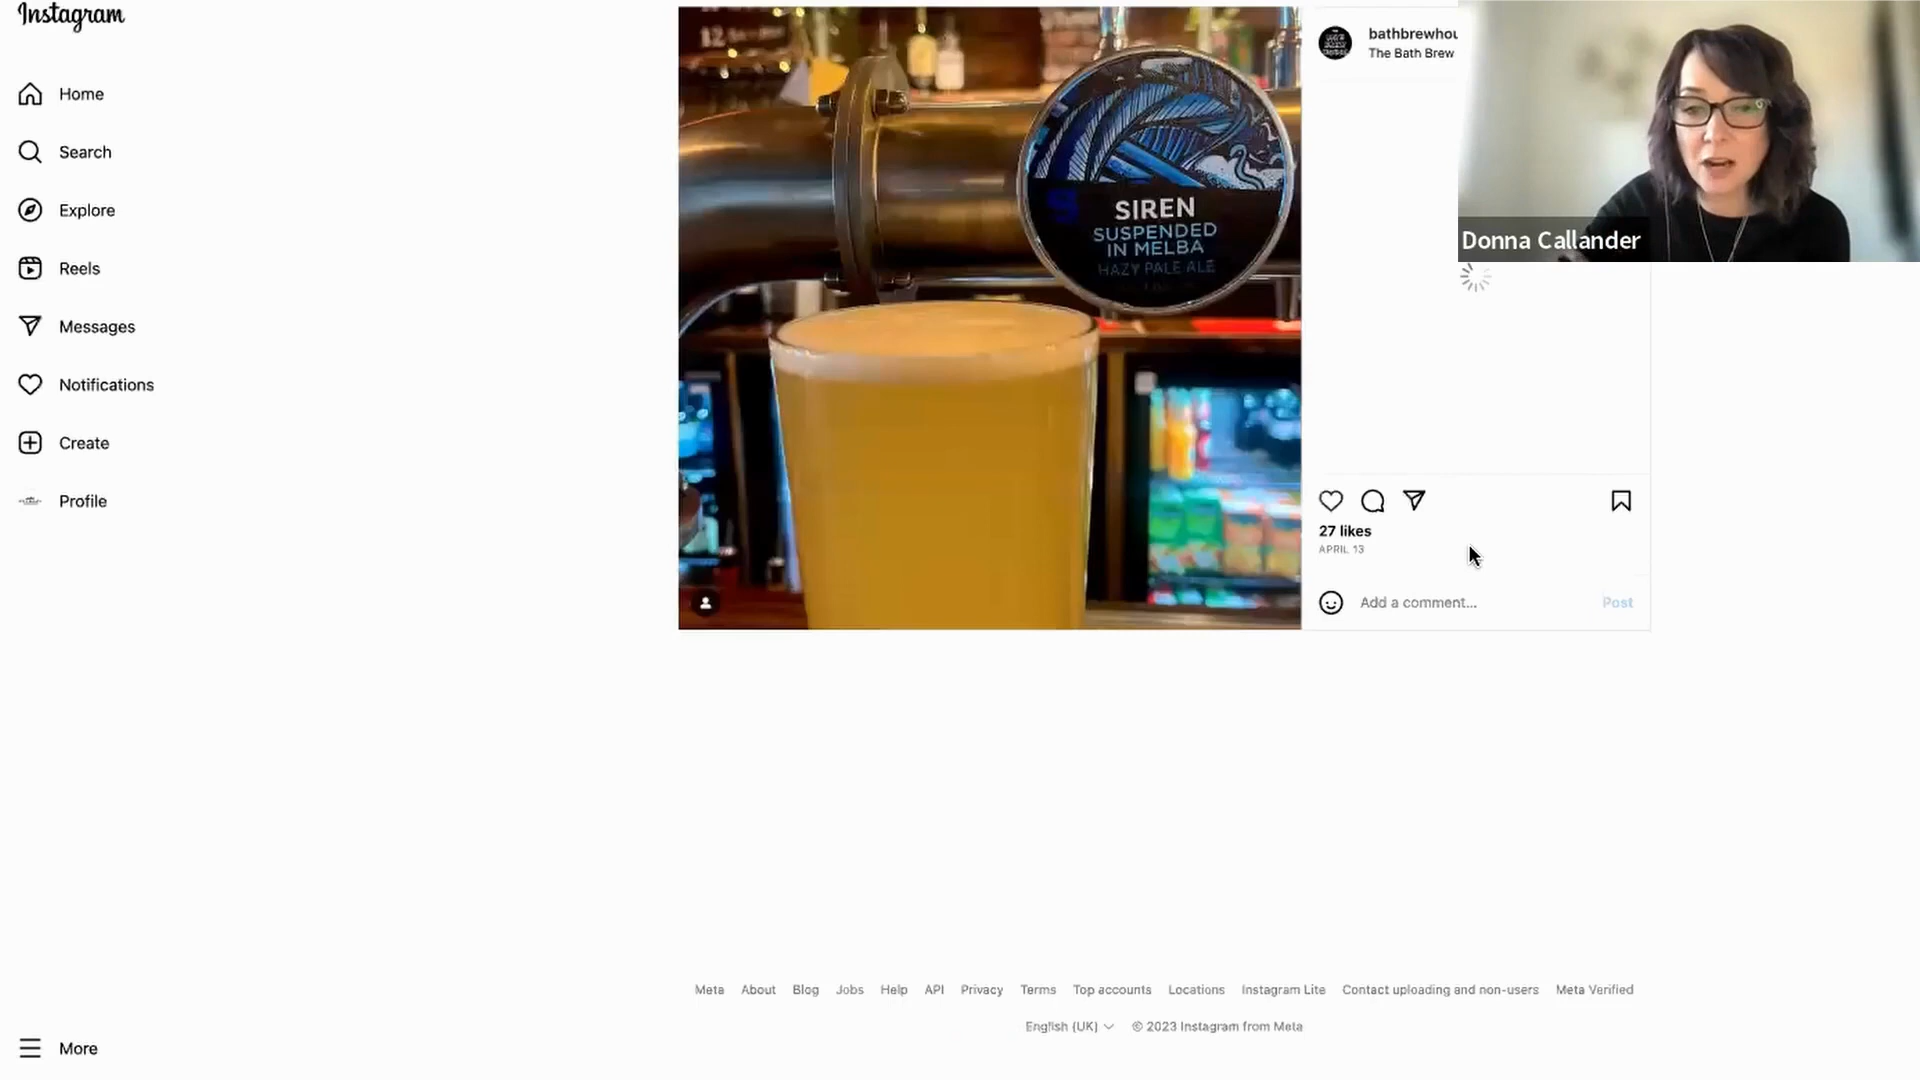 Instagram
Home
Search
Explore
Reels
Messages
Notifications
Create
Profile
More
12
SIREN
SUSPENDED
IN MELBA
HAZY PALE ALE
bathbrewhou
The Bath Brew
Donna Callander
27 likes
APRIL 13
Add a comment...
Post
Meta About Blog Jobs Help API Privacy Terms Top accounts Locations Instagram Lite Contact uploading and non-users Meta Verified
English (UK) © 2023 Instagram from Meta